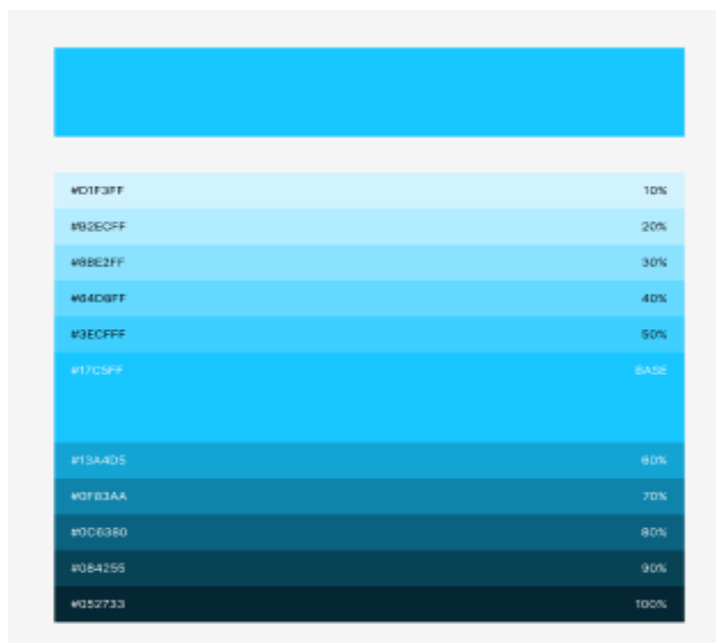 #D1F3FF 10%
#B2ECFF 20%
#8BE2FF 30%
#64D8FF 40%
#3ECFFF 50%
#17C5FF BASE
#13A4D5 60%
#0F83AA 70%
#0C6380 80%
#084255 90%
#052733 100%